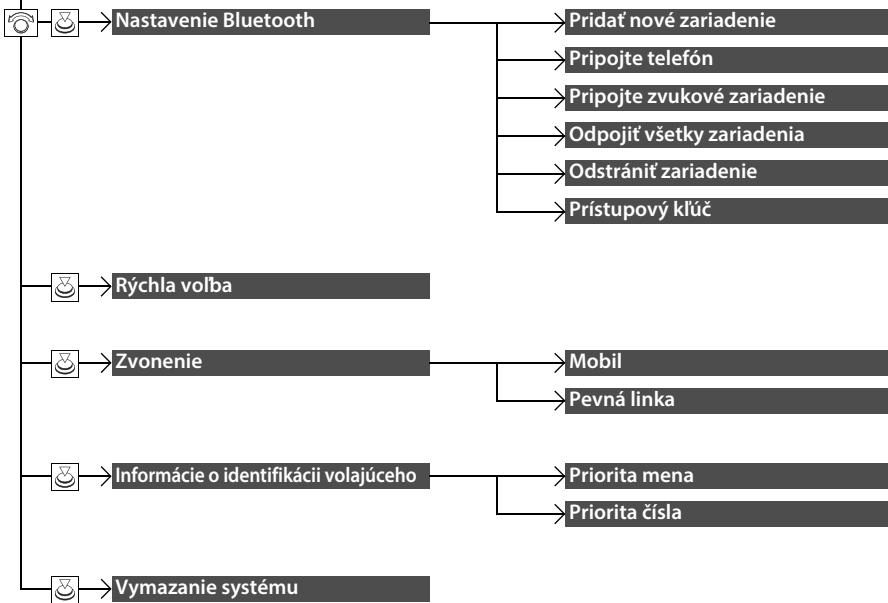 Nastavenie Bluetooth
Pridať nové zariadenie
Pripojte telefón
Pripojte zvukové zariadenie
Odpojiť všetky zariadenia
Odstrániť zariadenie
Prístupový kľúč
Rýchla voľba
Zvonenie
Mobil
Pevná linka
Informácie o identifikácii volajúceho
Priorita mena
Priorita čísla
Vymazanie systému